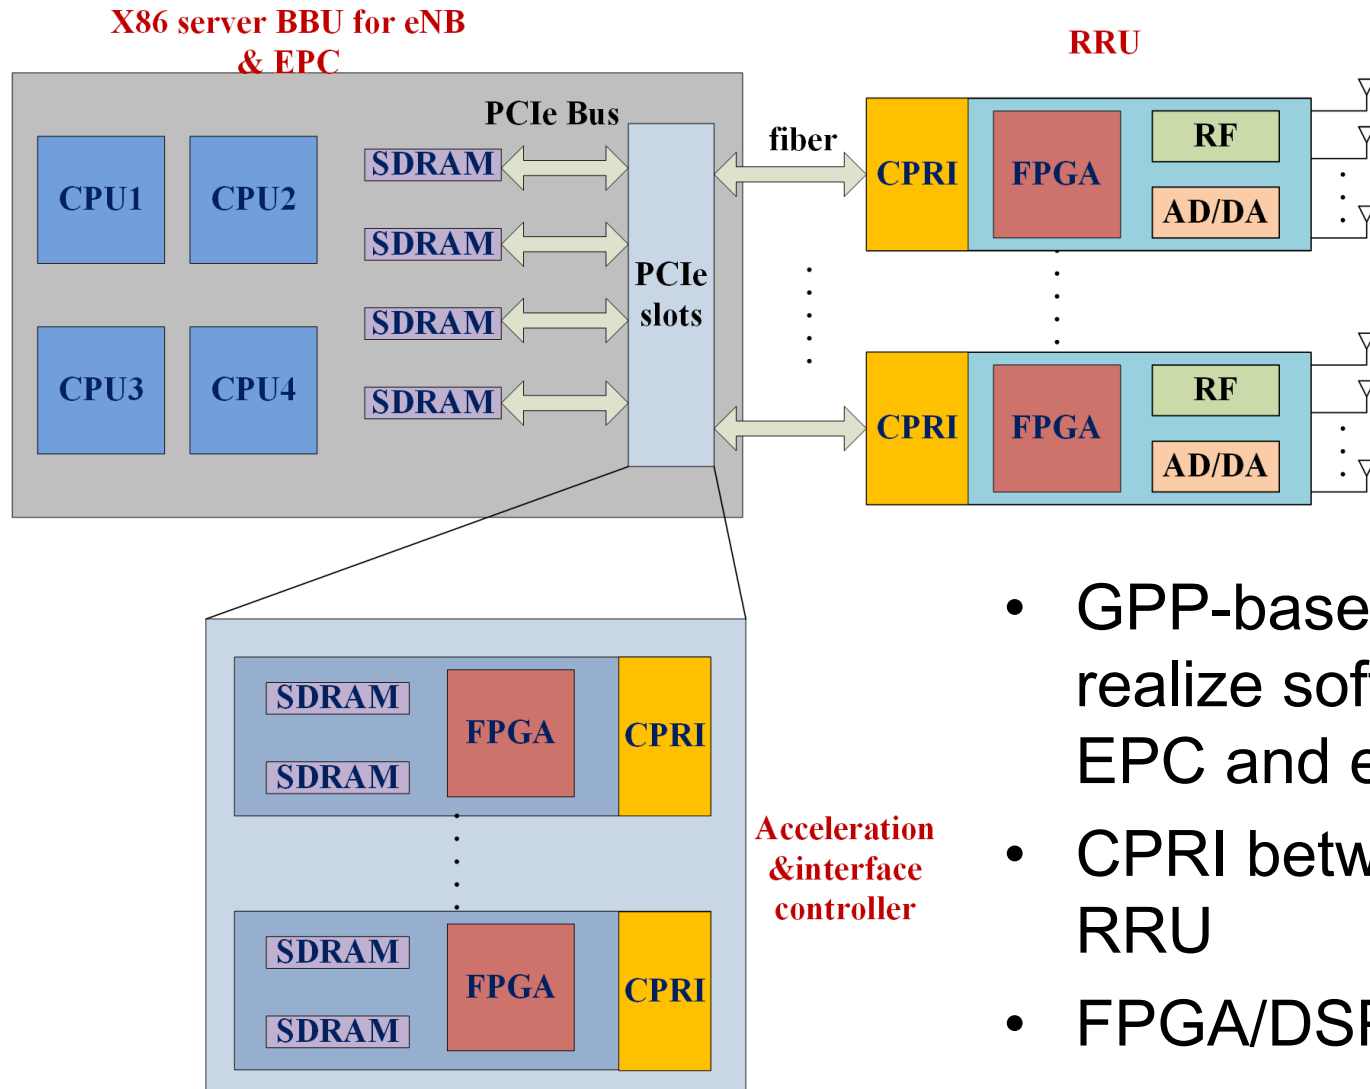 X86 server BBU for eNB
& EPC
RRU
PCIe Bus
fiber
CPU1
CPU2
CPU3
CPU4
SDRAM
SDRAM
SDRAM
SDRAM
PCIe
slots
CPRI
FPGA
RF
AD/DA
CPRI
FPGA
RF
AD/DA
SDRAM
SDRAM
FPGA
CPRI
SDRAM
SDRAM
FPGA
CPRI
Acceleration
&interface
controller
• GPP-base
realize sof
EPC and e
• CPRI betw
RRU
• FPGA/DSP